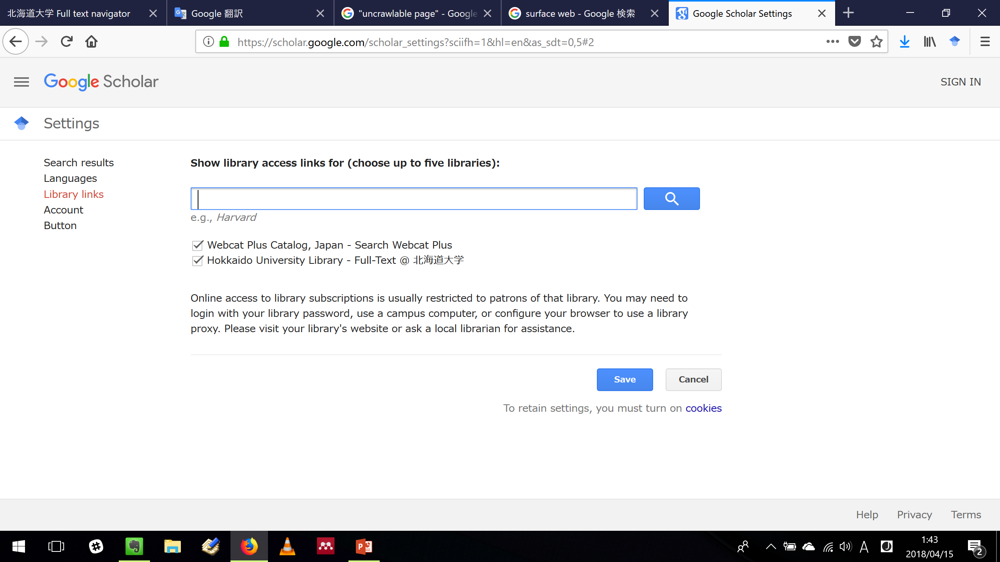 北海道大学 Full text navigator
Google 翻訳
"uncrawlable page" - Google
surface web - Google 検索
Google Scholar Settings
https://scholar.google.com/scholar_settings?sciifh=1&hl=en&as_sdt=0,5#2
Google Scholar
SIGN IN
Settings
Search results
Languages
Library links
Account
Button
Show library access links for (choose up to five libraries):
e.g., Harvard
Webcat Plus Catalog, Japan - Search Webcat Plus
Hokkaido University Library - Full-Text @ 北海道大学
Online access to library subscriptions is usually restricted to patrons of that library. You may need to
login with your library password, use a campus computer, or configure your browser to use a library
proxy. Please visit your library's website or ask a local librarian for assistance.
Save
Cancel
To retain settings, you must turn on cookies
Help
Privacy
Terms
A
J
1:43
2018/04/15
2